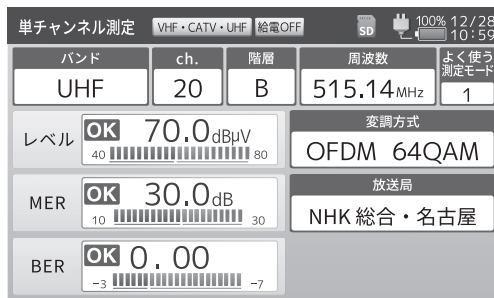 単チャンネル測定 VHF・CATV・UHF 給電OFF SD 100% 12/28 10:59
バンド ch. 階層 周波数 よく使う測定モード
UHF 20 B 515.14MHz 1
レベル OK 70.0dBµV
40 80
変調方式
OFDM 64QAM
MER OK 30.0dB
10 30
放送局
NHK 総合・名古屋
BER OK 0.00
-3 -7